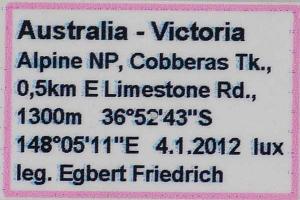 Australia - Victoria
Alpine NP, Cobberas Tk.,
0,5km E Limestone Rd.,
1300m 36°52'43"S
148°05'11"E 4.1.2012 lux
leg. Egbert Friedrich